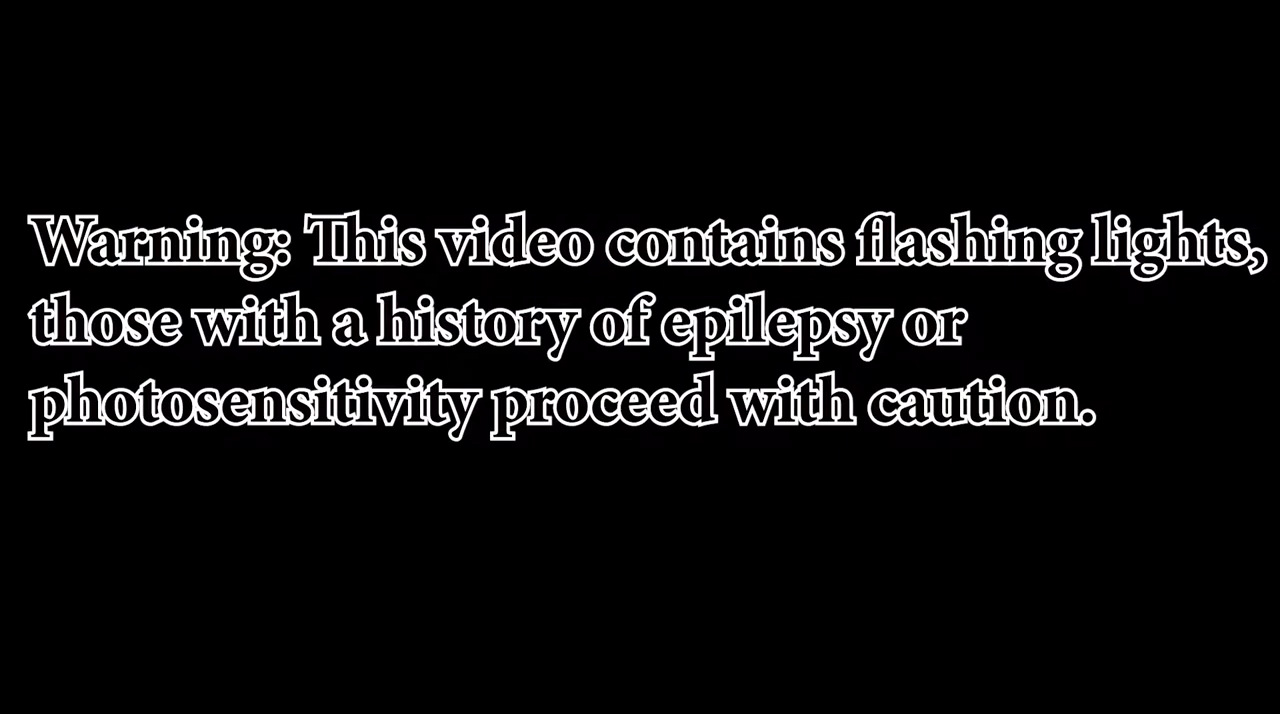 Warning: This video contains flashing lights,
those with a history of epilepsy or
photosensitivity proceed with caution.